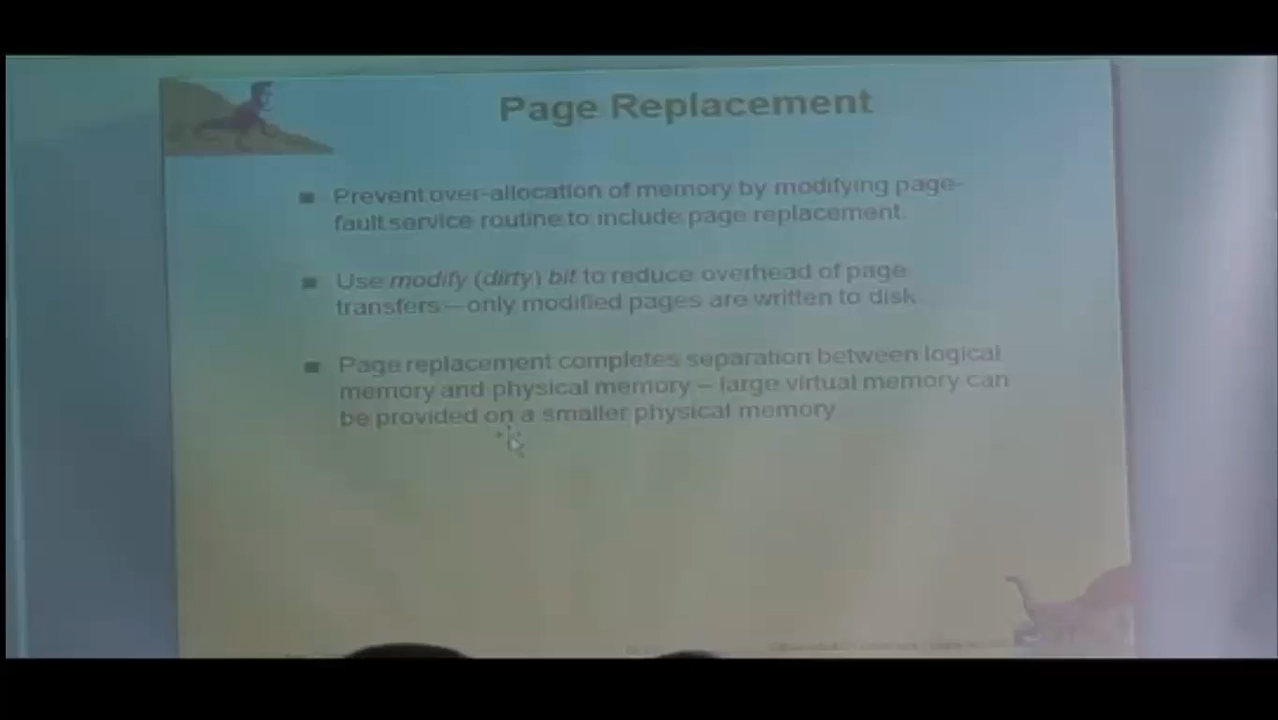 Page Replacement
Prevent over-allocation of memory by modifying page-
fault service routine to include page replacement.
Use modify (dirty) bit to reduce overhead of page
transfers – only modified pages are written to disk.
Page replacement completes separation between logical
memory and physical memory – large virtual memory can
be provided on a smaller physical memory